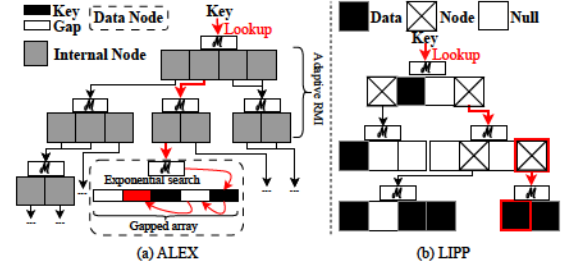 Key
Gap
Data Node
Internal Node
Key
Lookup
M
Adaptive RMI
M
M
M
M
M
...
...
...
...
...
Exponential search
Gapped array
(a) ALEX
Data
Node
Null
Key
Lookup
M
M
M
M
M
(b) LIPP